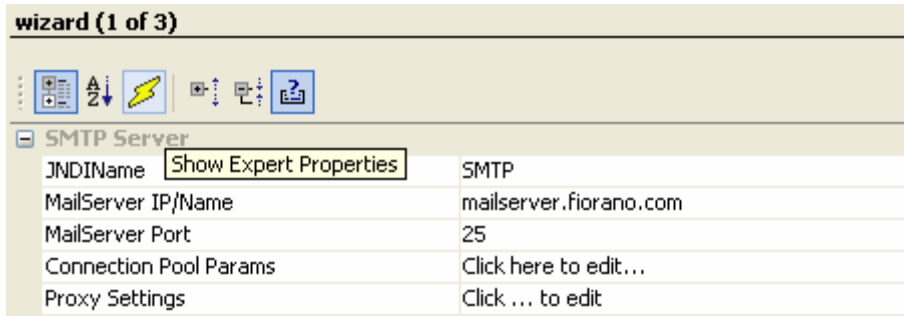 wizard (1 of 3)
A
Z
SMTP Server
Show Expert Properties
JNDIName SMTP
MailServer IP/Name mailserver.fiorano.com
MailServer Port 25
Connection Pool Params Click here to edit...
Proxy Settings Click ... to edit